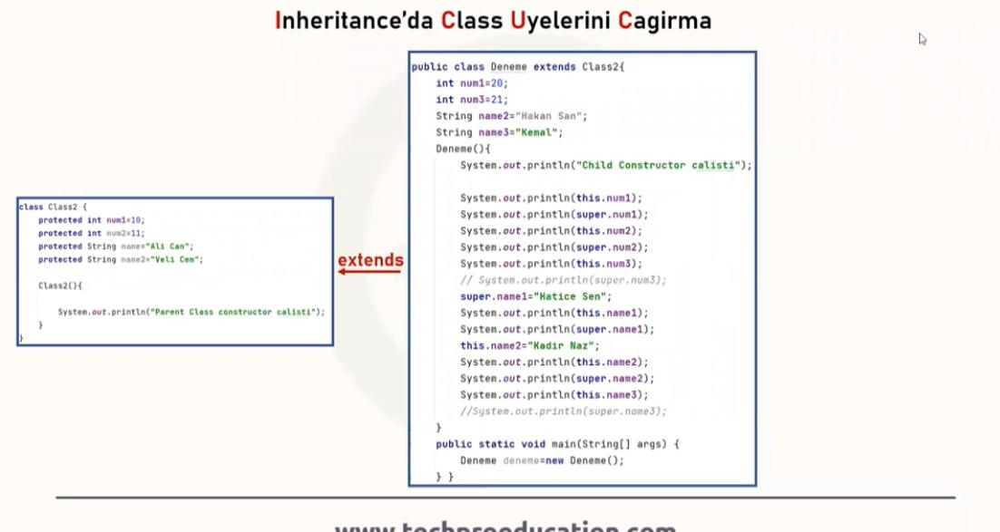 Inheritance'da Class Uyelerini Cagirma
class Class2 {
protected int num1=10;
protected int num2=11;
protected String name="Ali Can";
protected String name2="Veli Cem";
Class2(){
System.out.println("Parent Class constructor calisti");
}
}
extends
public class Deneme extends Class2{
int num1=20;
int num3=21;
String name2="Hakan San";
String name3="Kemal";
Deneme(){
System.out.println("Child Constructor calisti");
System.out.println(this.num1);
System.out.println(super.num1);
System.out.println(this.num2);
System.out.println(super.num2);
System.out.println(this.num3);
// System.out.println(super.num3);
super.name1="Hatice Sen";
System.out.println(this.name1);
System.out.println(super.name1);
this.name2="Kadir Naz";
System.out.println(this.name2);
System.out.println(super.name2);
System.out.println(this.name3);
//System.out.println(super.name3);
}
public static void main(String[] args) {
Deneme deneme=new Deneme();
} }
www.techproeducation.com